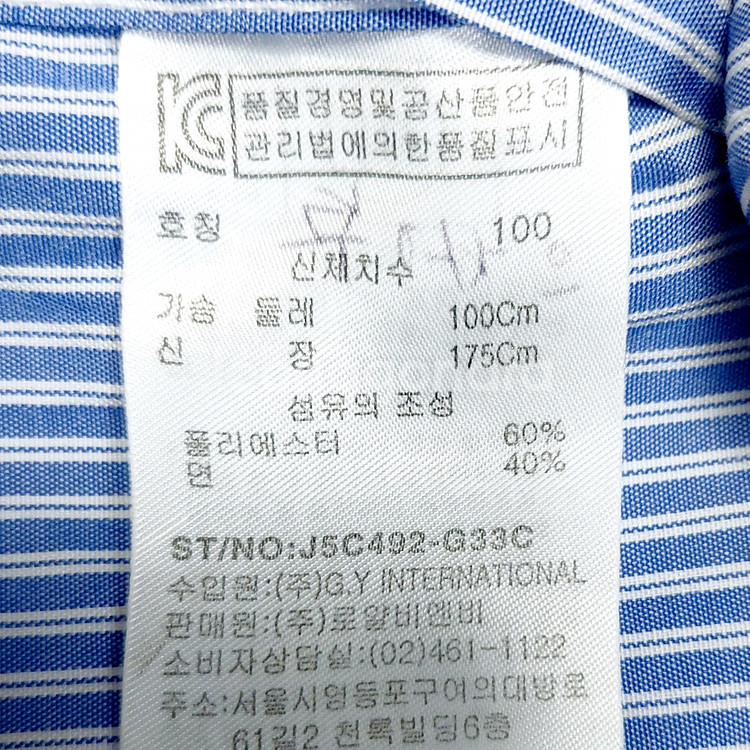 KC 품질경영및공산품안전
관리법에의한품질표시
호칭 100
신체치수
가슴 둘레 100Cm
신 장 175Cm
섬유의 조성
폴리에스터 60%
면 40%
ST/NO:J5C492-G33C
수입원:(주)G.Y INTERNATIONAL
판매원:(주)로얄비앤비
소비자상담실:(02)461-1122
주소:서울시영등포구여의대방로
61길2 천록빌딩6층